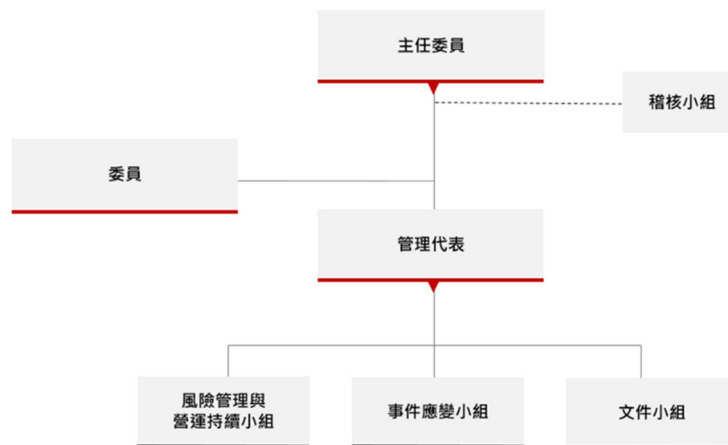 主任委員
稽核小組
委員
管理代表
風險管理與
營運持續小組
事件應變小組
文件小組